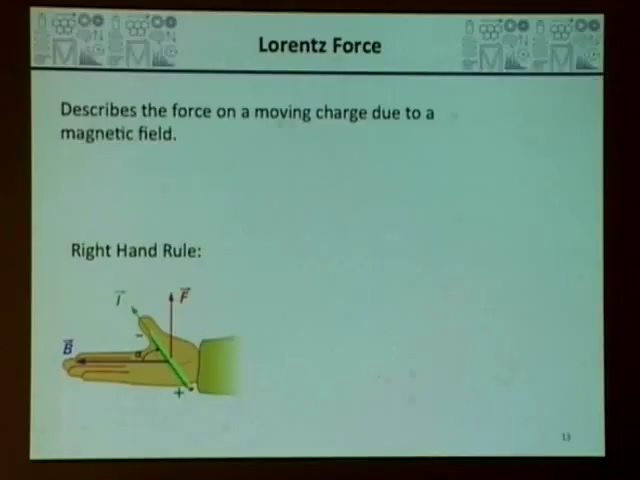 Lorentz Force
Describes the force on a moving charge due to a
magnetic field.
Right Hand Rule:
I
F
B
α
−
+
13